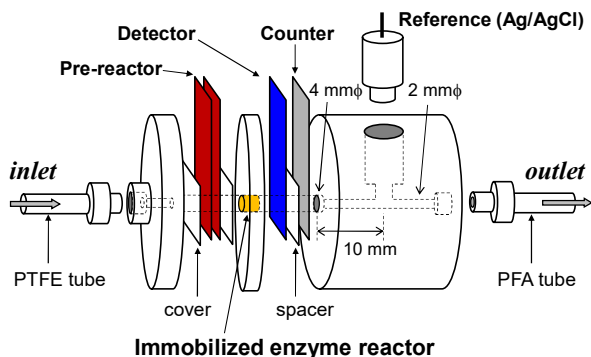 Reference (Ag/AgCl)
Detector
Counter
Pre-reactor
4 mmϕ
2 mmϕ
inlet
outlet
10 mm
PTFE tube
cover
spacer
PFA tube
Immobilized enzyme reactor